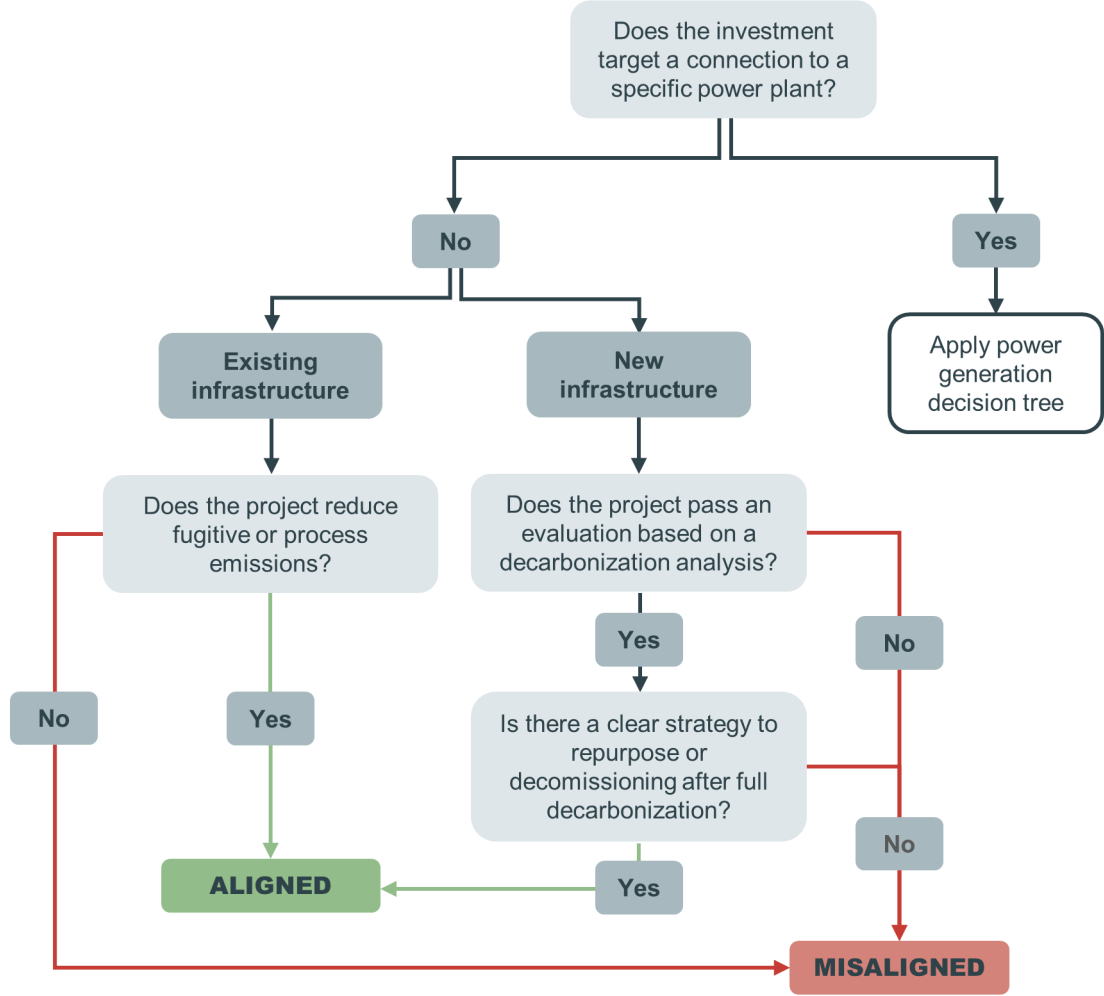 Does the investment
target a connection to a
specific power plant?
No
Yes
Existing
infrastructure
New
infrastructure
Apply power
generation
decision tree
Does the project reduce
fugitive or process
emissions?
Does the project pass an
evaluation based on a
decarbonization analysis?
Yes
No
No
Yes
Is there a clear strategy to
repurpose or
decomissioning after full
decarbonization?
No
ALIGNED
Yes
MISALIGNED